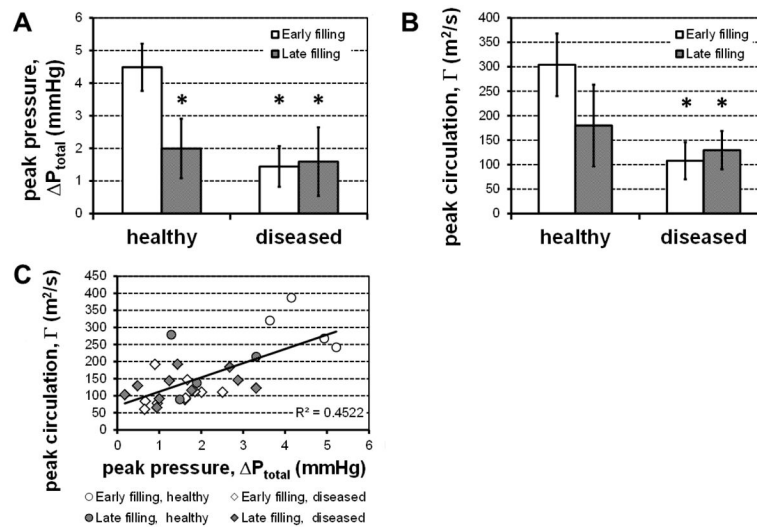 A
peak pressure,
ΔP_total (mmHg)
6
5
4
3
2
1
0
Early filling
Late filling
*
*
*
healthy
diseased
B
peak circulation, Γ (m²/s)
400
350
300
250
200
150
100
50
0
Early filling
Late filling
*
*
healthy
diseased
C
peak circulation, Γ (m²/s)
450
400
350
300
250
200
150
100
50
0
R² = 0.4522
0 1 2 3 4 5 6
peak pressure, ΔP_total (mmHg)
Early filling, healthy
Early filling, diseased
Late filling, healthy
Late filling, diseased